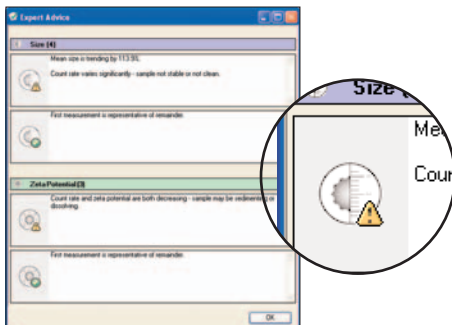 Expert Advice
Size (4)
Mean size is trending by 113.9%.
Count rate varies significantly - sample not stable or not clean.
First measurement is representative of remainder.
Zeta Potential (3)
Count rate and zeta potential are both decreasing - sample may be sedimenting or
dissolving.
First measurement is representative of remainder.
OK
Size (
Me
Cour